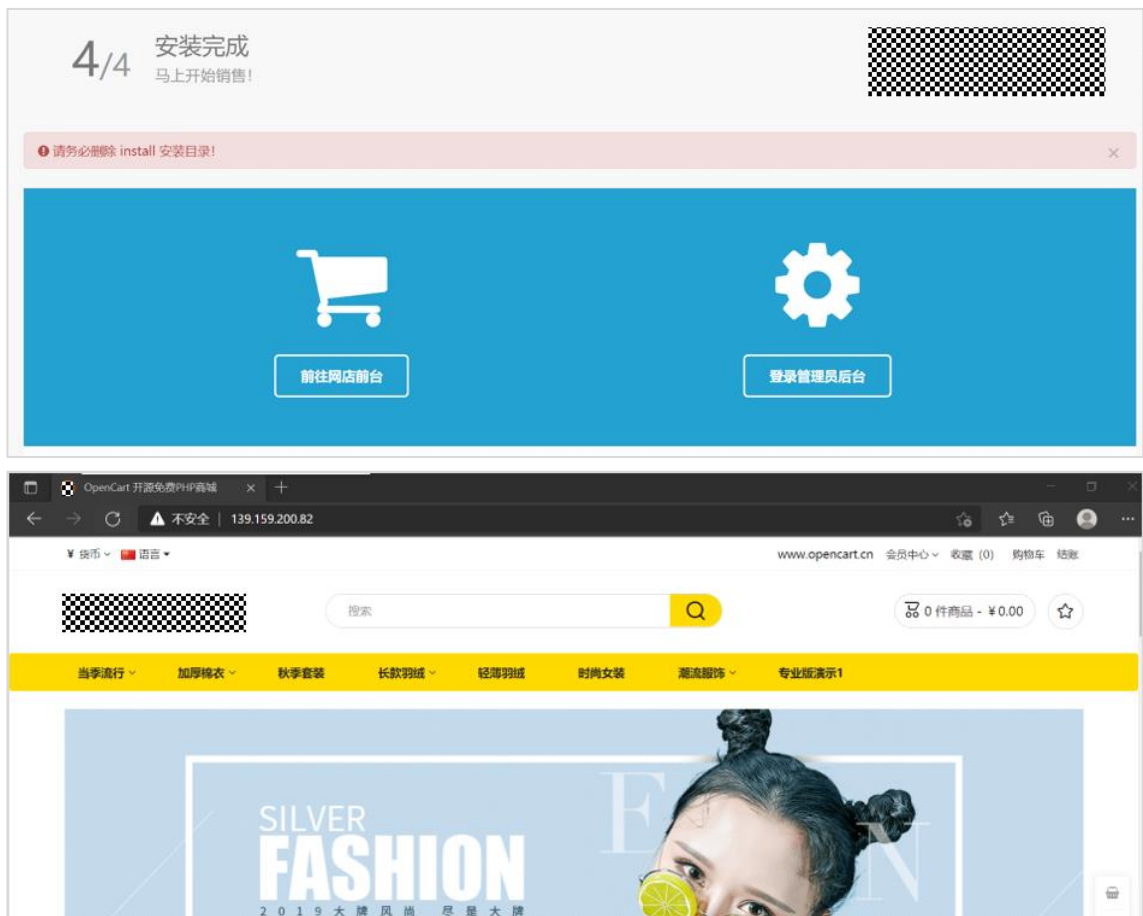 4/4 安装完成
马上开始销售!
请务必删除 install 安装目录!
×
前往网店前台 登录管理员后台
OpenCart 开源免费PHP商城
不安全 | 139.159.200.82
¥ 货币 语言 www.opencart.cn 会员中心 收藏 (0) 购物车 结账
搜索 0 件商品 - ¥0.00
当季流行 加厚棉衣 秋季套装 长款羽绒 轻薄羽绒 时尚女装 潮流服饰 专业版演示1
E N
SILVER
FASHION
2019大牌风尚 尽是大牌